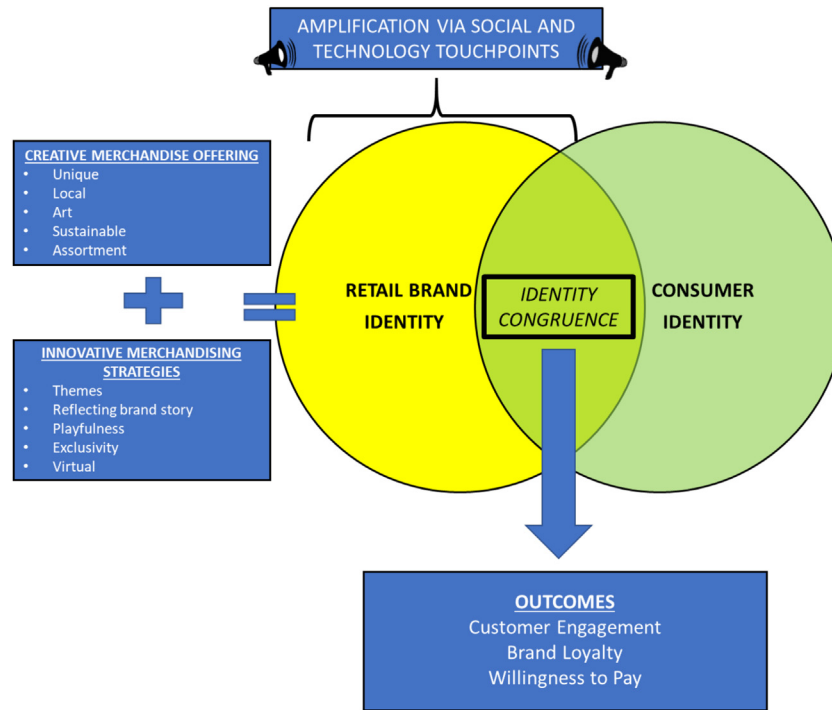 AMPLIFICATION VIA SOCIAL AND
TECHNOLOGY TOUCHPOINTS
CREATIVE MERCHANDISE OFFERING
• Unique
• Local
• Art
• Sustainable
• Assortment
INNOVATIVE MERCHANDISING
STRATEGIES
• Themes
• Reflecting brand story
• Playfulness
• Exclusivity
• Virtual
RETAIL BRAND
IDENTITY
IDENTITY
CONGRUENCE
CONSUMER
IDENTITY
OUTCOMES
Customer Engagement
Brand Loyalty
Willingness to Pay